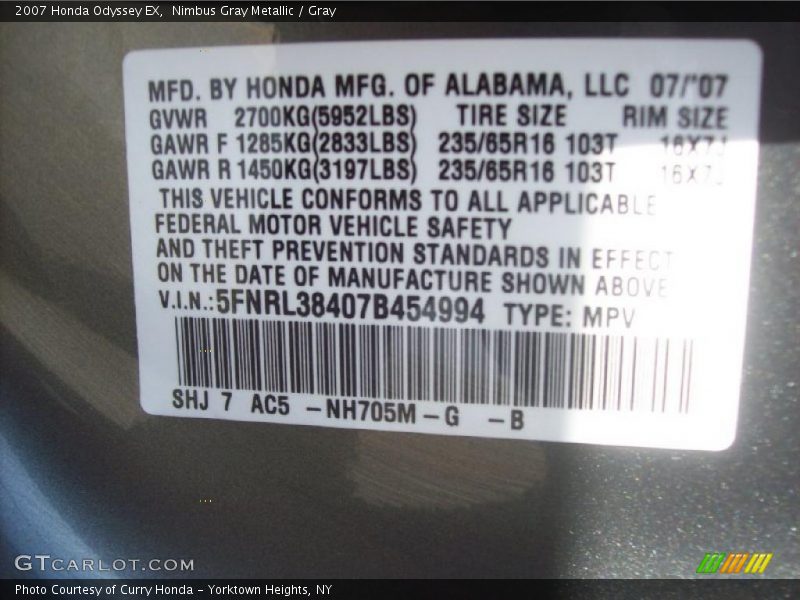 2007 Honda Odyssey EX, Nimbus Gray Metallic / Gray
MFD. BY HONDA MFG. OF ALABAMA, LLC 07/'07
GVWR 2700KG(5952LBS) TIRE SIZE RIM SIZE
GAWR F 1285KG(2833LBS) 235/65R16 103T 16X7J
GAWR R 1450KG(3197LBS) 235/65R16 103T 16X7J
THIS VEHICLE CONFORMS TO ALL APPLICABLE
FEDERAL MOTOR VEHICLE SAFETY
AND THEFT PREVENTION STANDARDS IN EFFECT
ON THE DATE OF MANUFACTURE SHOWN ABOVE
V.I.N.:5FNRL38407B454994 TYPE: MPV
SHJ 7 AC5 –NH705M–G –B
GTCARLOT.COM
Photo Courtesy of Curry Honda – Yorktown Heights, NY